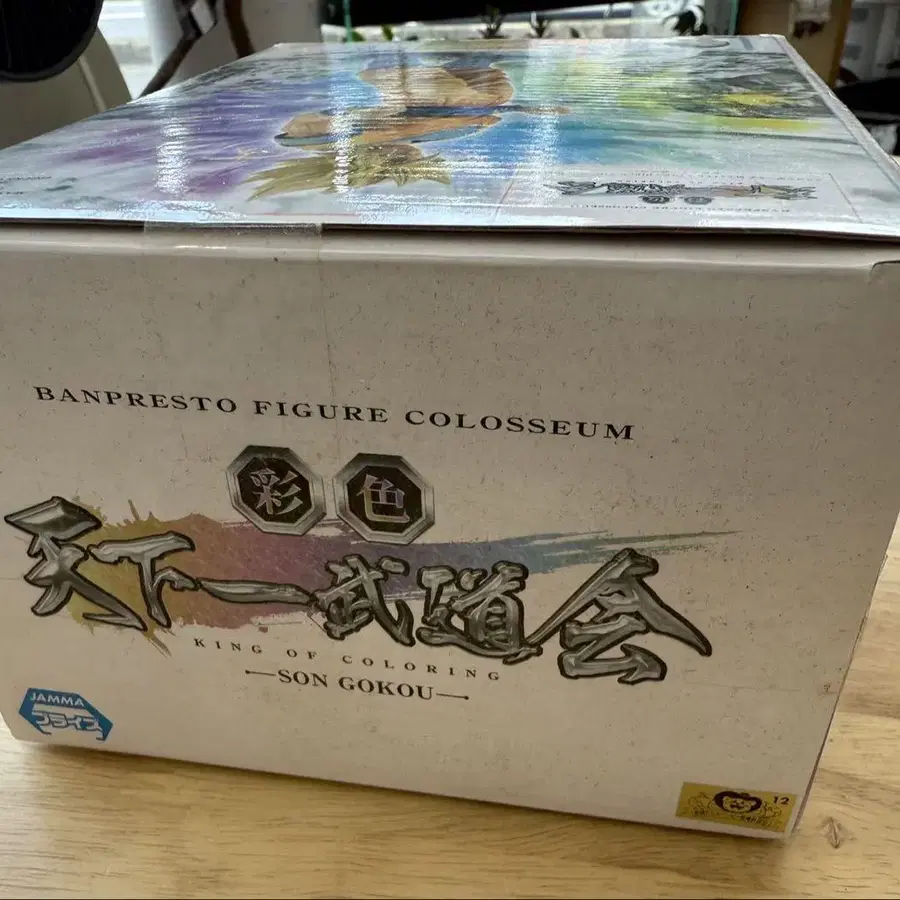 BANPRESTO FIGURE COLOSSEUM
彩色
天下一武道会
KING OF COLORING
SON GOKOU
JAMMA
プライズ
12